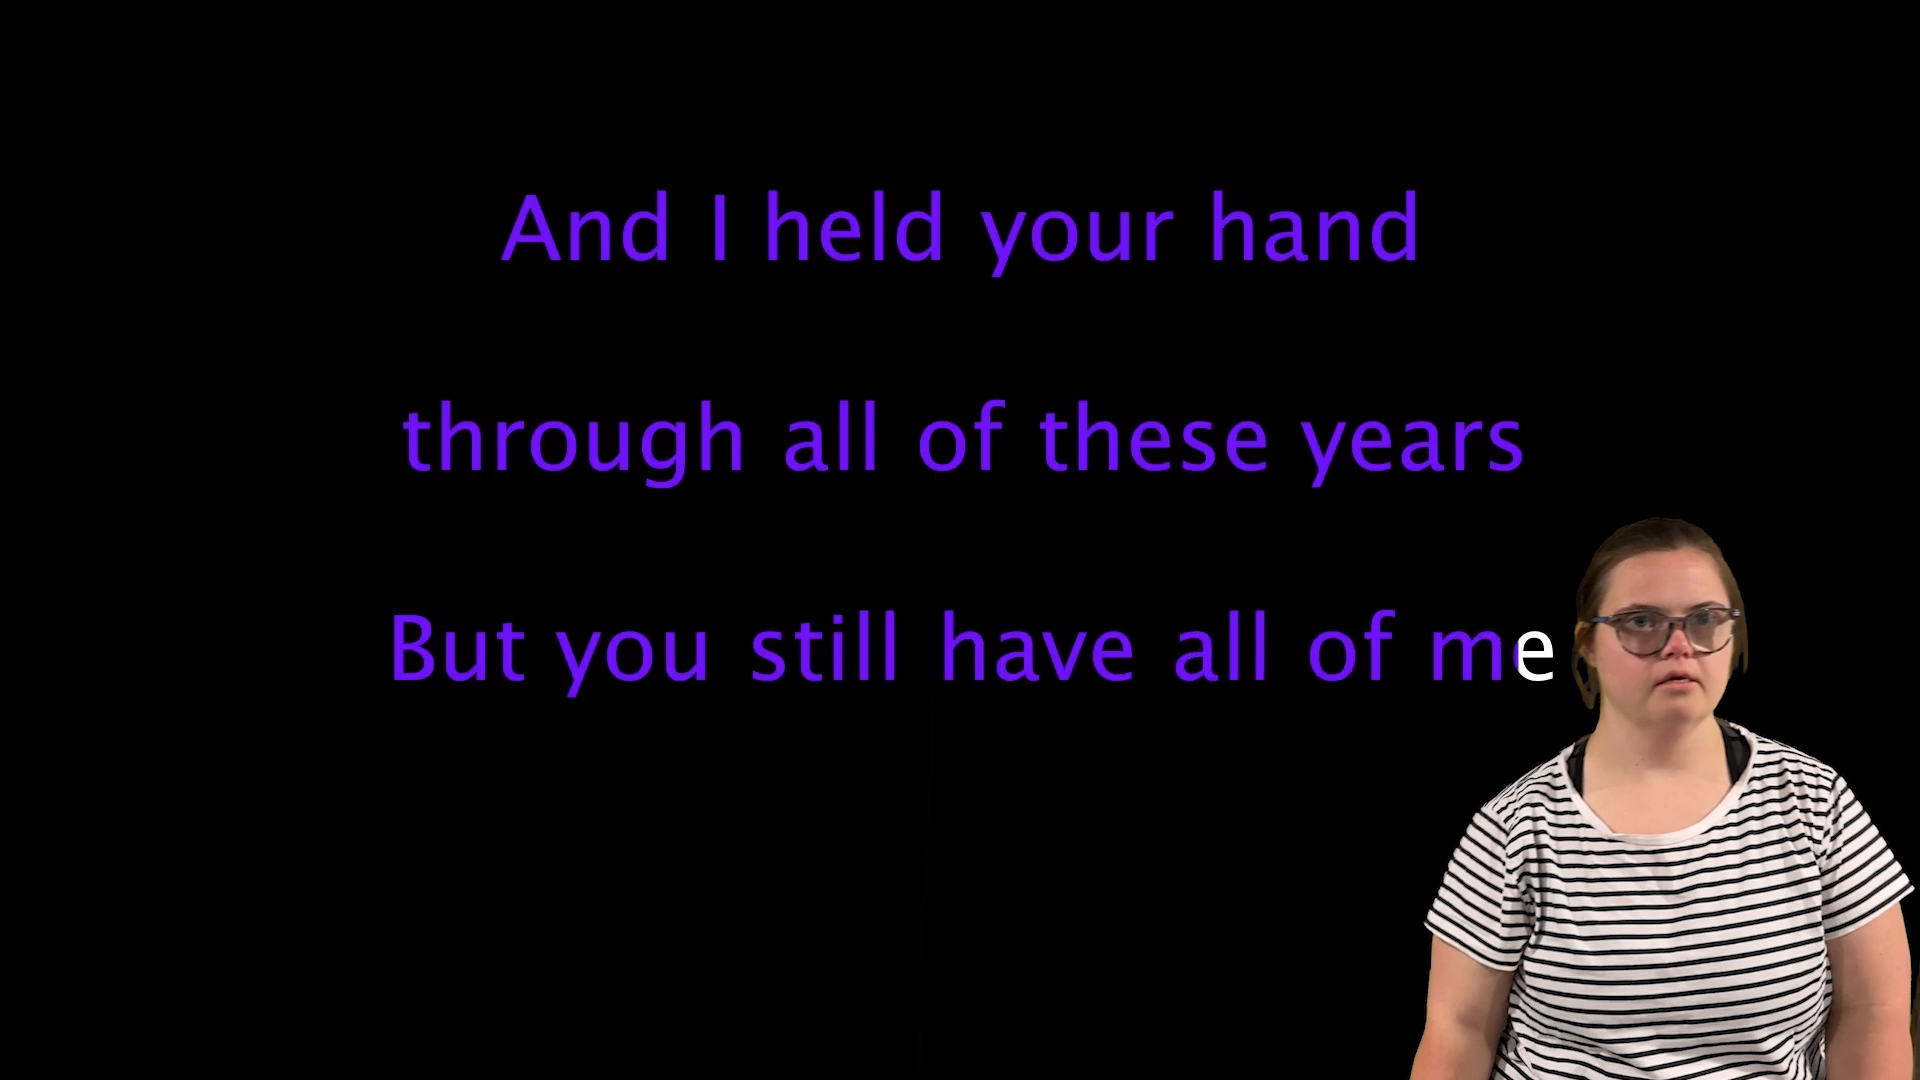 And I held your hand
through all of these years
But you still have all of me